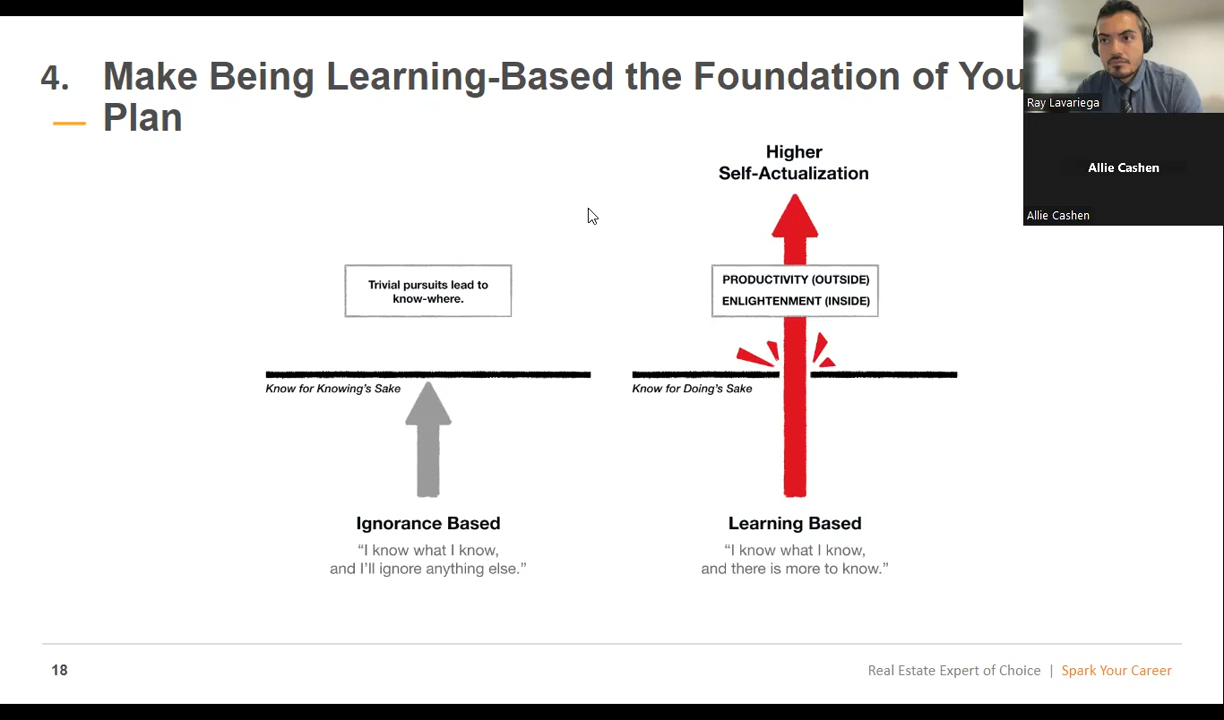 4. Make Being Learning-Based the Foundation of You
Plan
Ray Lavariega
Allie Cashen
Allie Cashen
Higher
Self-Actualization
Trivial pursuits lead to
know-where.
PRODUCTIVITY (OUTSIDE)
ENLIGHTENMENT (INSIDE)
Know for Knowing's Sake
Know for Doing's Sake
Ignorance Based
“I know what I know,
and I’ll ignore anything else.”
Learning Based
“I know what I know,
and there is more to know.”
18
Real Estate Expert of Choice | Spark Your Career